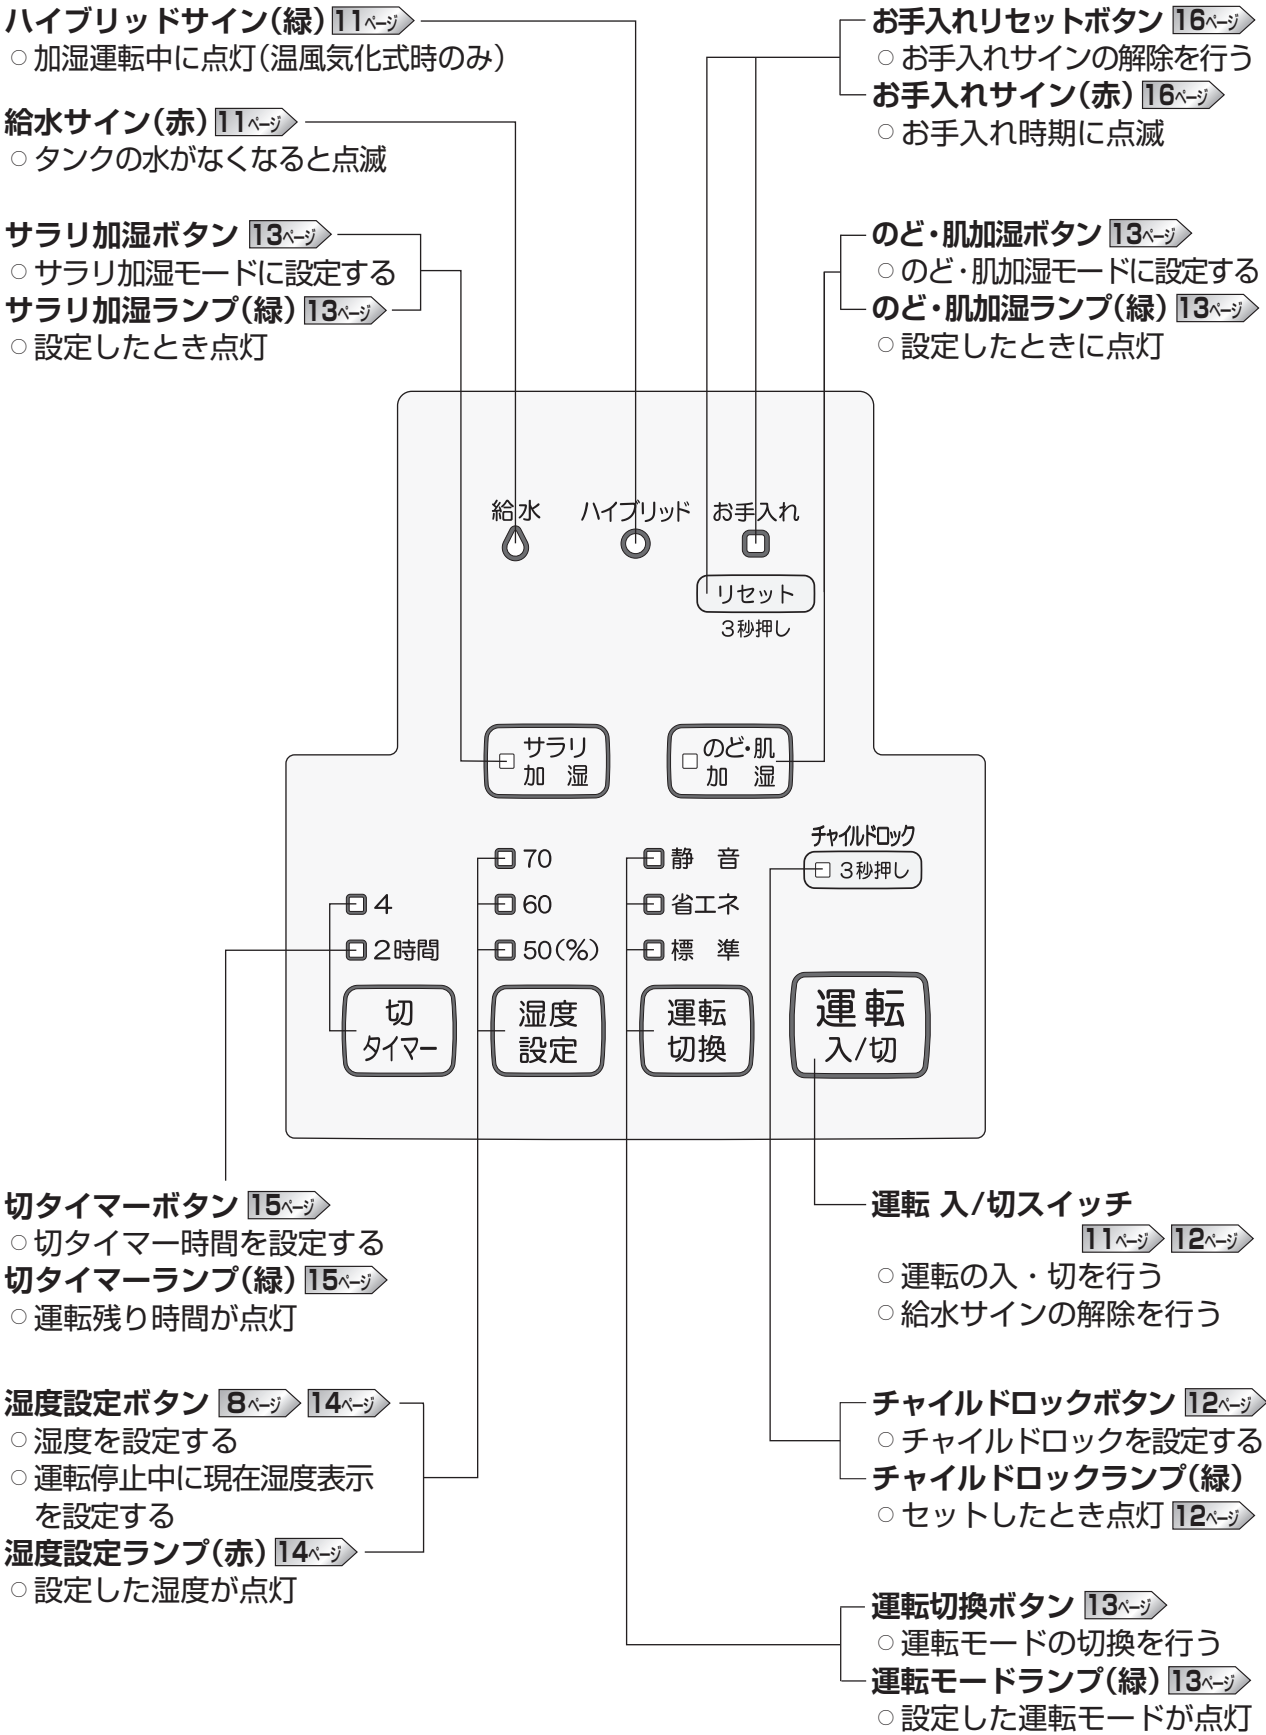 ハイブリッドサイン(緑) 11ページ
○加湿運転中に点灯(温風気化式時のみ)
給水サイン(赤) 11ページ
○タンクの水がなくなると点滅
サラリ加湿ボタン 13ページ
○サラリ加湿モードに設定する
サラリ加湿ランプ(緑) 13ページ
○設定したとき点灯
お手入れリセットボタン 16ページ
○お手入れサインの解除を行う
お手入れサイン(赤) 16ページ
○お手入れ時期に点滅
のど・肌加湿ボタン 13ページ
○のど・肌加湿モードに設定する
のど・肌加湿ランプ(緑) 13ページ
○設定したときに点灯
給水 ハイブリッド お手入れ
リセット
3秒押し
サラリ
加 湿
のど・肌
加 湿
チャイルドロック
3秒押し
70
60
50(%)
静 音
省エネ
標 準
4
2時間
切
タイマー
湿度
設定
運転
切換
運転
入/切
切タイマーボタン 15ページ
○切タイマー時間を設定する
切タイマーランプ(緑) 15ページ
○運転残り時間が点灯
湿度設定ボタン 8ページ 14ページ
○湿度を設定する
○運転停止中に現在湿度表示
を設定する
湿度設定ランプ(赤) 14ページ
○設定した湿度が点灯
運転 入/切スイッチ
11ページ 12ページ
○運転の入・切を行う
○給水サインの解除を行う
チャイルドロックボタン 12ページ
○チャイルドロックを設定する
チャイルドロックランプ(緑)
○セットしたとき点灯 12ページ
運転切換ボタン 13ページ
○運転モードの切換を行う
運転モードランプ(緑) 13ページ
○設定した運転モードが点灯